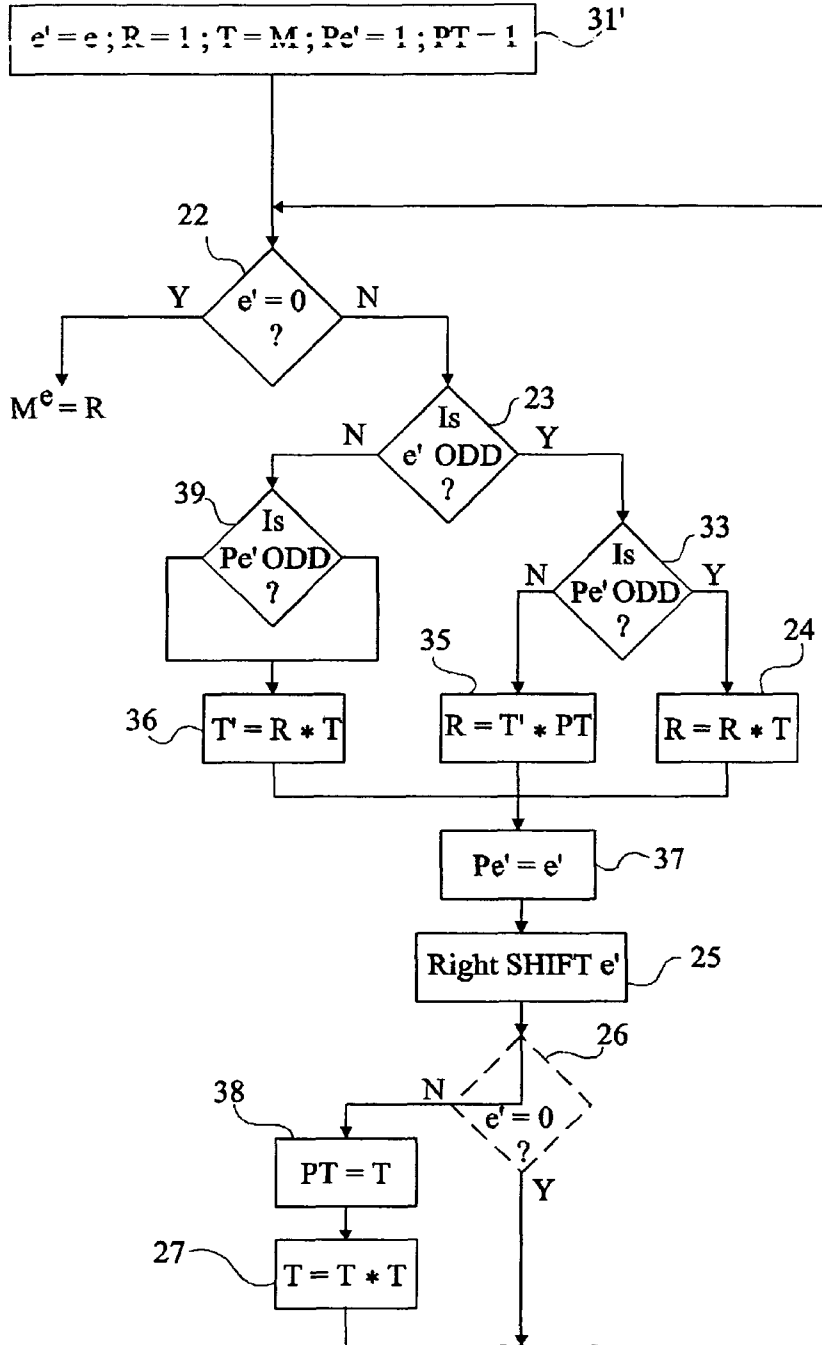 e' = e ; R = 1 ; T = M ; Pe' = 1 ; PT = 1
31'
22
Y
e' = 0
?
N
M^e = R
23
N
Is
e' ODD
?
Y
39
Is
Pe' ODD
?
33
N
Is
Pe' ODD
?
Y
36
T' = R * T
35
R = T' * PT
24
R = R * T
Pe' = e'
37
Right SHIFT e'
25
26
N
e' = 0
?
Y
38
PT = T
27
T = T * T